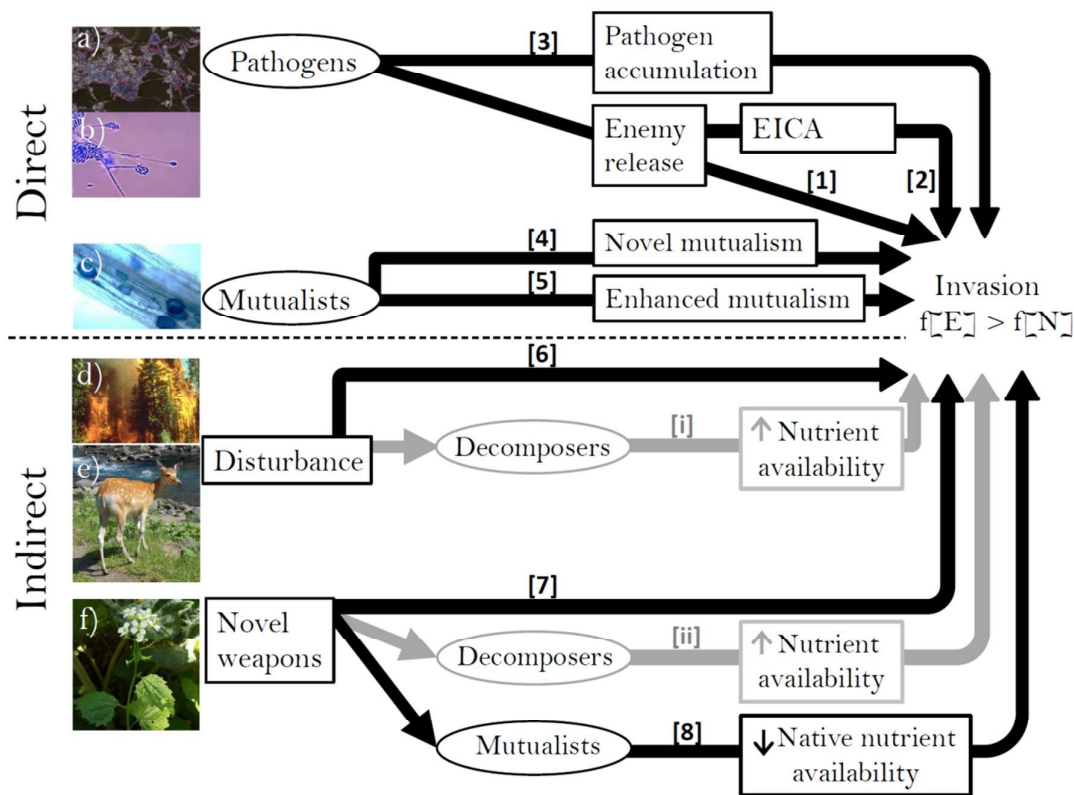 Direct
a)
b)
c)
Pathogens
[3]
Pathogen
accumulation
Enemy
release
EICA
[1]
[2]
Mutualists
[4]
Novel mutualism
[5]
Enhanced mutualism
Invasion
f[E] > f[N]
Indirect
d)
e)
f)
[6]
Disturbance
Decomposers
[i]
↑ Nutrient
availability
[7]
Novel
weapons
Decomposers
[ii]
↑ Nutrient
availability
Mutualists
[8]
↓ Native nutrient
availability